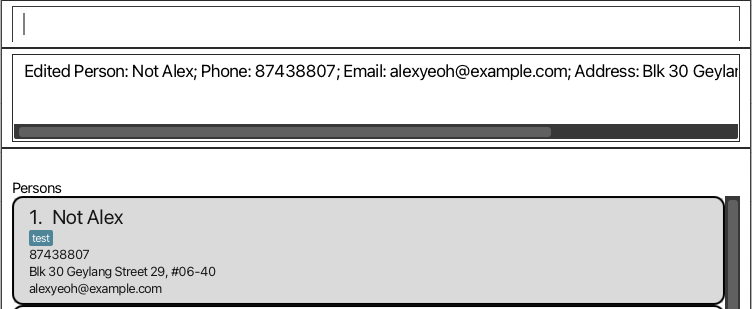 Edited Person: Not Alex; Phone: 87438807; Email: alexyeoh@example.com; Address: Blk 30 Geylar
Persons
1. Not Alex
test
87438807
Blk 30 Geylang Street 29, #06-40
alexyeoh@example.com